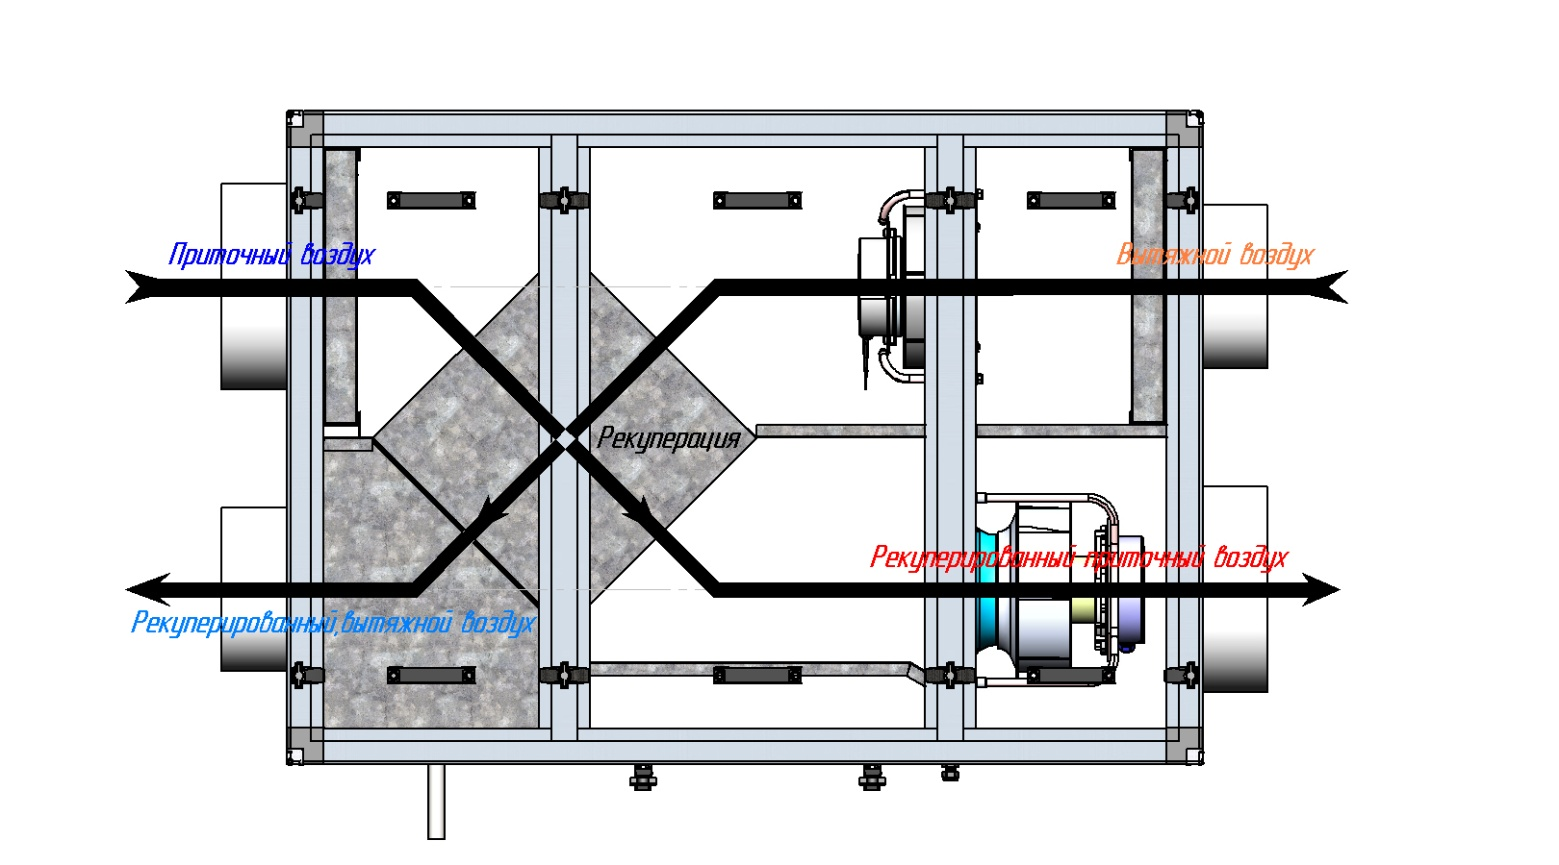 Приточный воздух
Вытяжной воздух
Рекуперация
Рекуперированный приточный воздух
Рекуперированный,вытяжной воздух